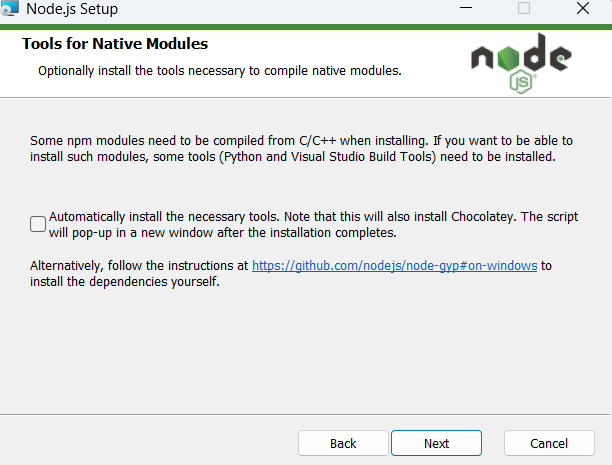 Node.js Setup
Tools for Native Modules
Optionally install the tools necessary to compile native modules.
node
JS
Some npm modules need to be compiled from C/C++ when installing. If you want to be able to
install such modules, some tools (Python and Visual Studio Build Tools) need to be installed.
Automatically install the necessary tools. Note that this will also install Chocolatey. The script
will pop-up in a new window after the installation completes.
Alternatively, follow the instructions at https://github.com/nodejs/node-gyp#on-windows to
install the dependencies yourself.
Back Next Cancel